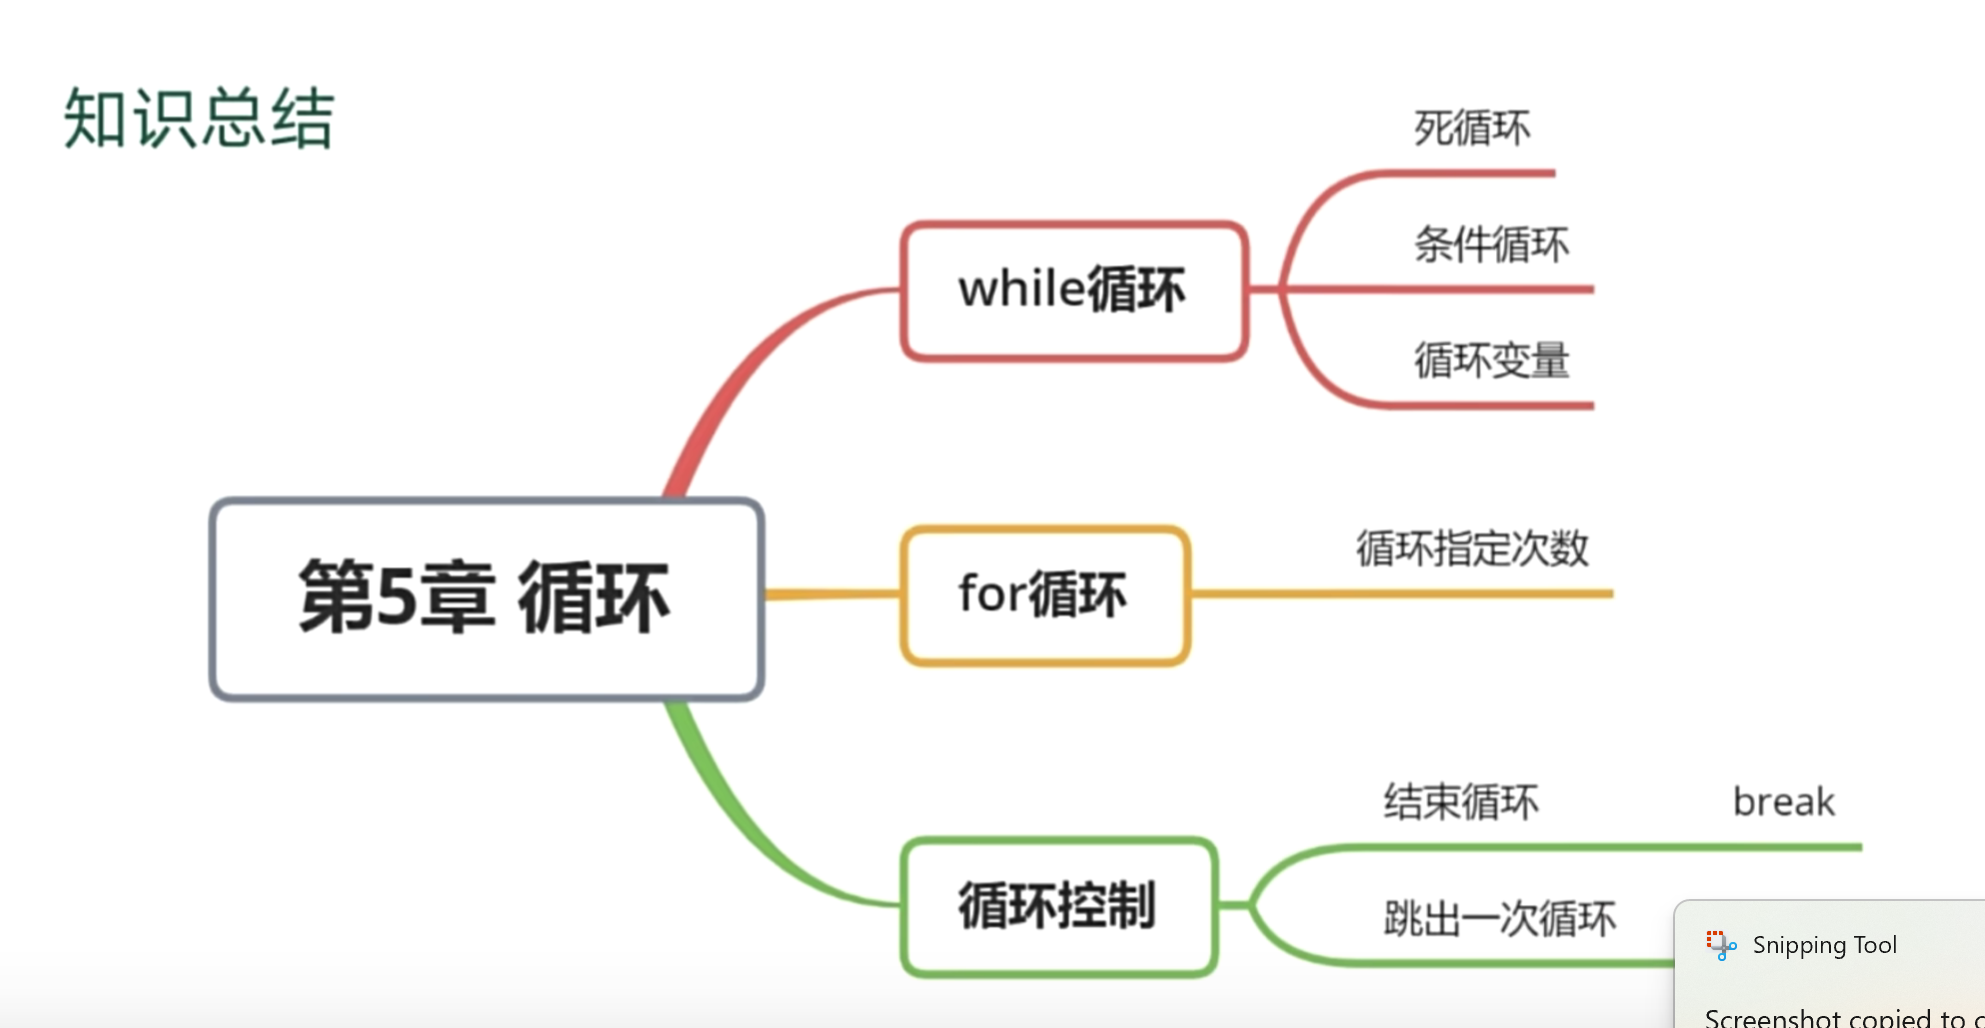 知识总结
第5章 循环
while循环
死循环
条件循环
循环变量
for循环
循环指定次数
循环控制
结束循环 break
跳出一次循环
Snipping Tool
Screenshot copied to